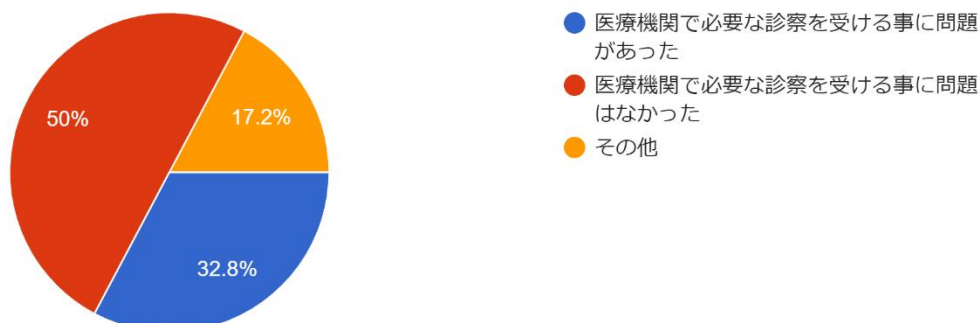 50%
17.2%
32.8%
医療機関で必要な診察を受ける事に問題
があった
医療機関で必要な診察を受ける事に問題
はなかった
その他